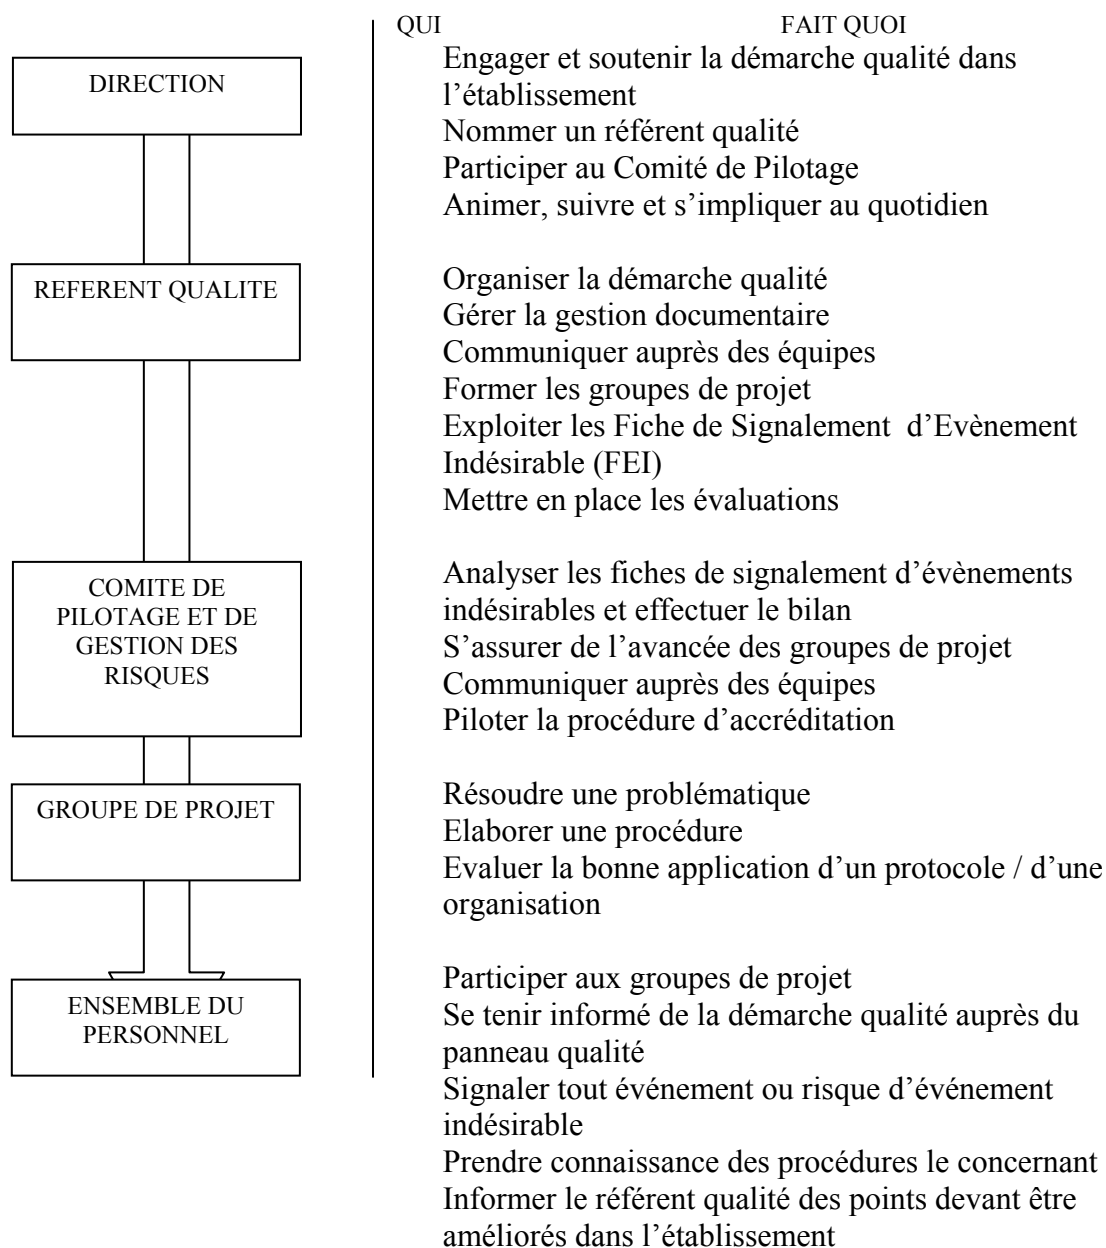 QUI FAIT QUOI
DIRECTION
Engager et soutenir la démarche qualité dans
l’établissement
Nommer un référent qualité
Participer au Comité de Pilotage
Animer, suivre et s’impliquer au quotidien
REFERENT QUALITE
Organiser la démarche qualité
Gérer la gestion documentaire
Communiquer auprès des équipes
Former les groupes de projet
Exploiter les Fiche de Signalement d’Evènement
Indésirable (FEI)
Mettre en place les évaluations
COMITE DE
PILOTAGE ET DE
GESTION DES
RISQUES
Analyser les fiches de signalement d’évènements
indésirables et effectuer le bilan
S’assurer de l’avancée des groupes de projet
Communiquer auprès des équipes
Piloter la procédure d’accréditation
GROUPE DE PROJET
Résoudre une problématique
Elaborer une procédure
Evaluer la bonne application d’un protocole / d’une
organisation
ENSEMBLE DU
PERSONNEL
Participer aux groupes de projet
Se tenir informé de la démarche qualité auprès du
panneau qualité
Signaler tout événement ou risque d’événement
indésirable
Prendre connaissance des procédures le concernant
Informer le référent qualité des points devant être
améliorés dans l’établissement